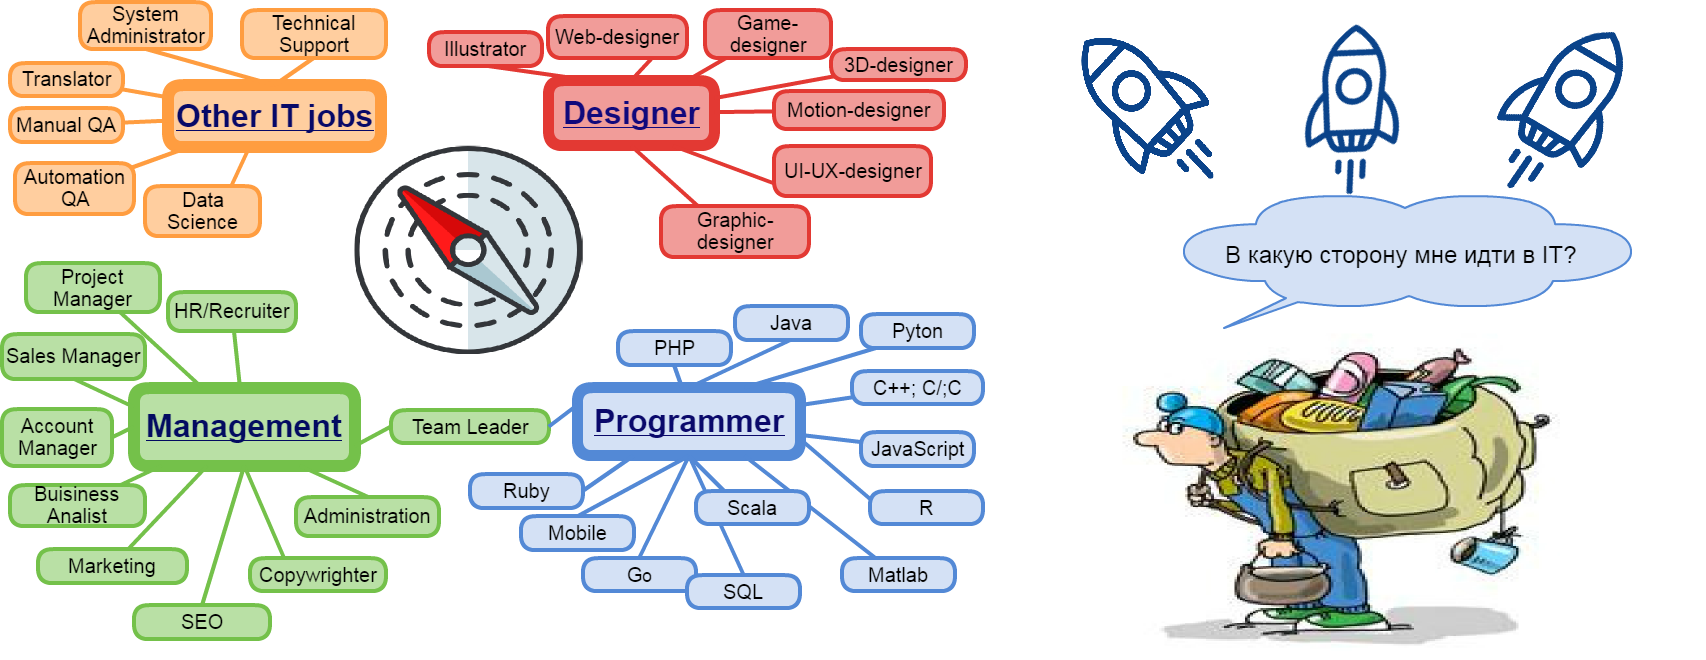 System
Administrator
Technical
Support
Translator
Other IT jobs
Manual QA
Automation
QA
Data
Science
Illustrator
Web-designer
Game-
designer
3D-designer
Designer
Motion-designer
UI-UX-designer
Graphic-
designer
В какую сторону мне идти в IT?
Project
Manager
HR/Recruiter
Sales Manager
Account
Manager
Management
Team Leader
Buisiness
Analist
Administration
Marketing
Copywrighter
SEO
PHP
Java
Pyton
C++; C/;C
Programmer
JavaScript
Ruby
Scala
R
Mobile
Go
SQL
Matlab